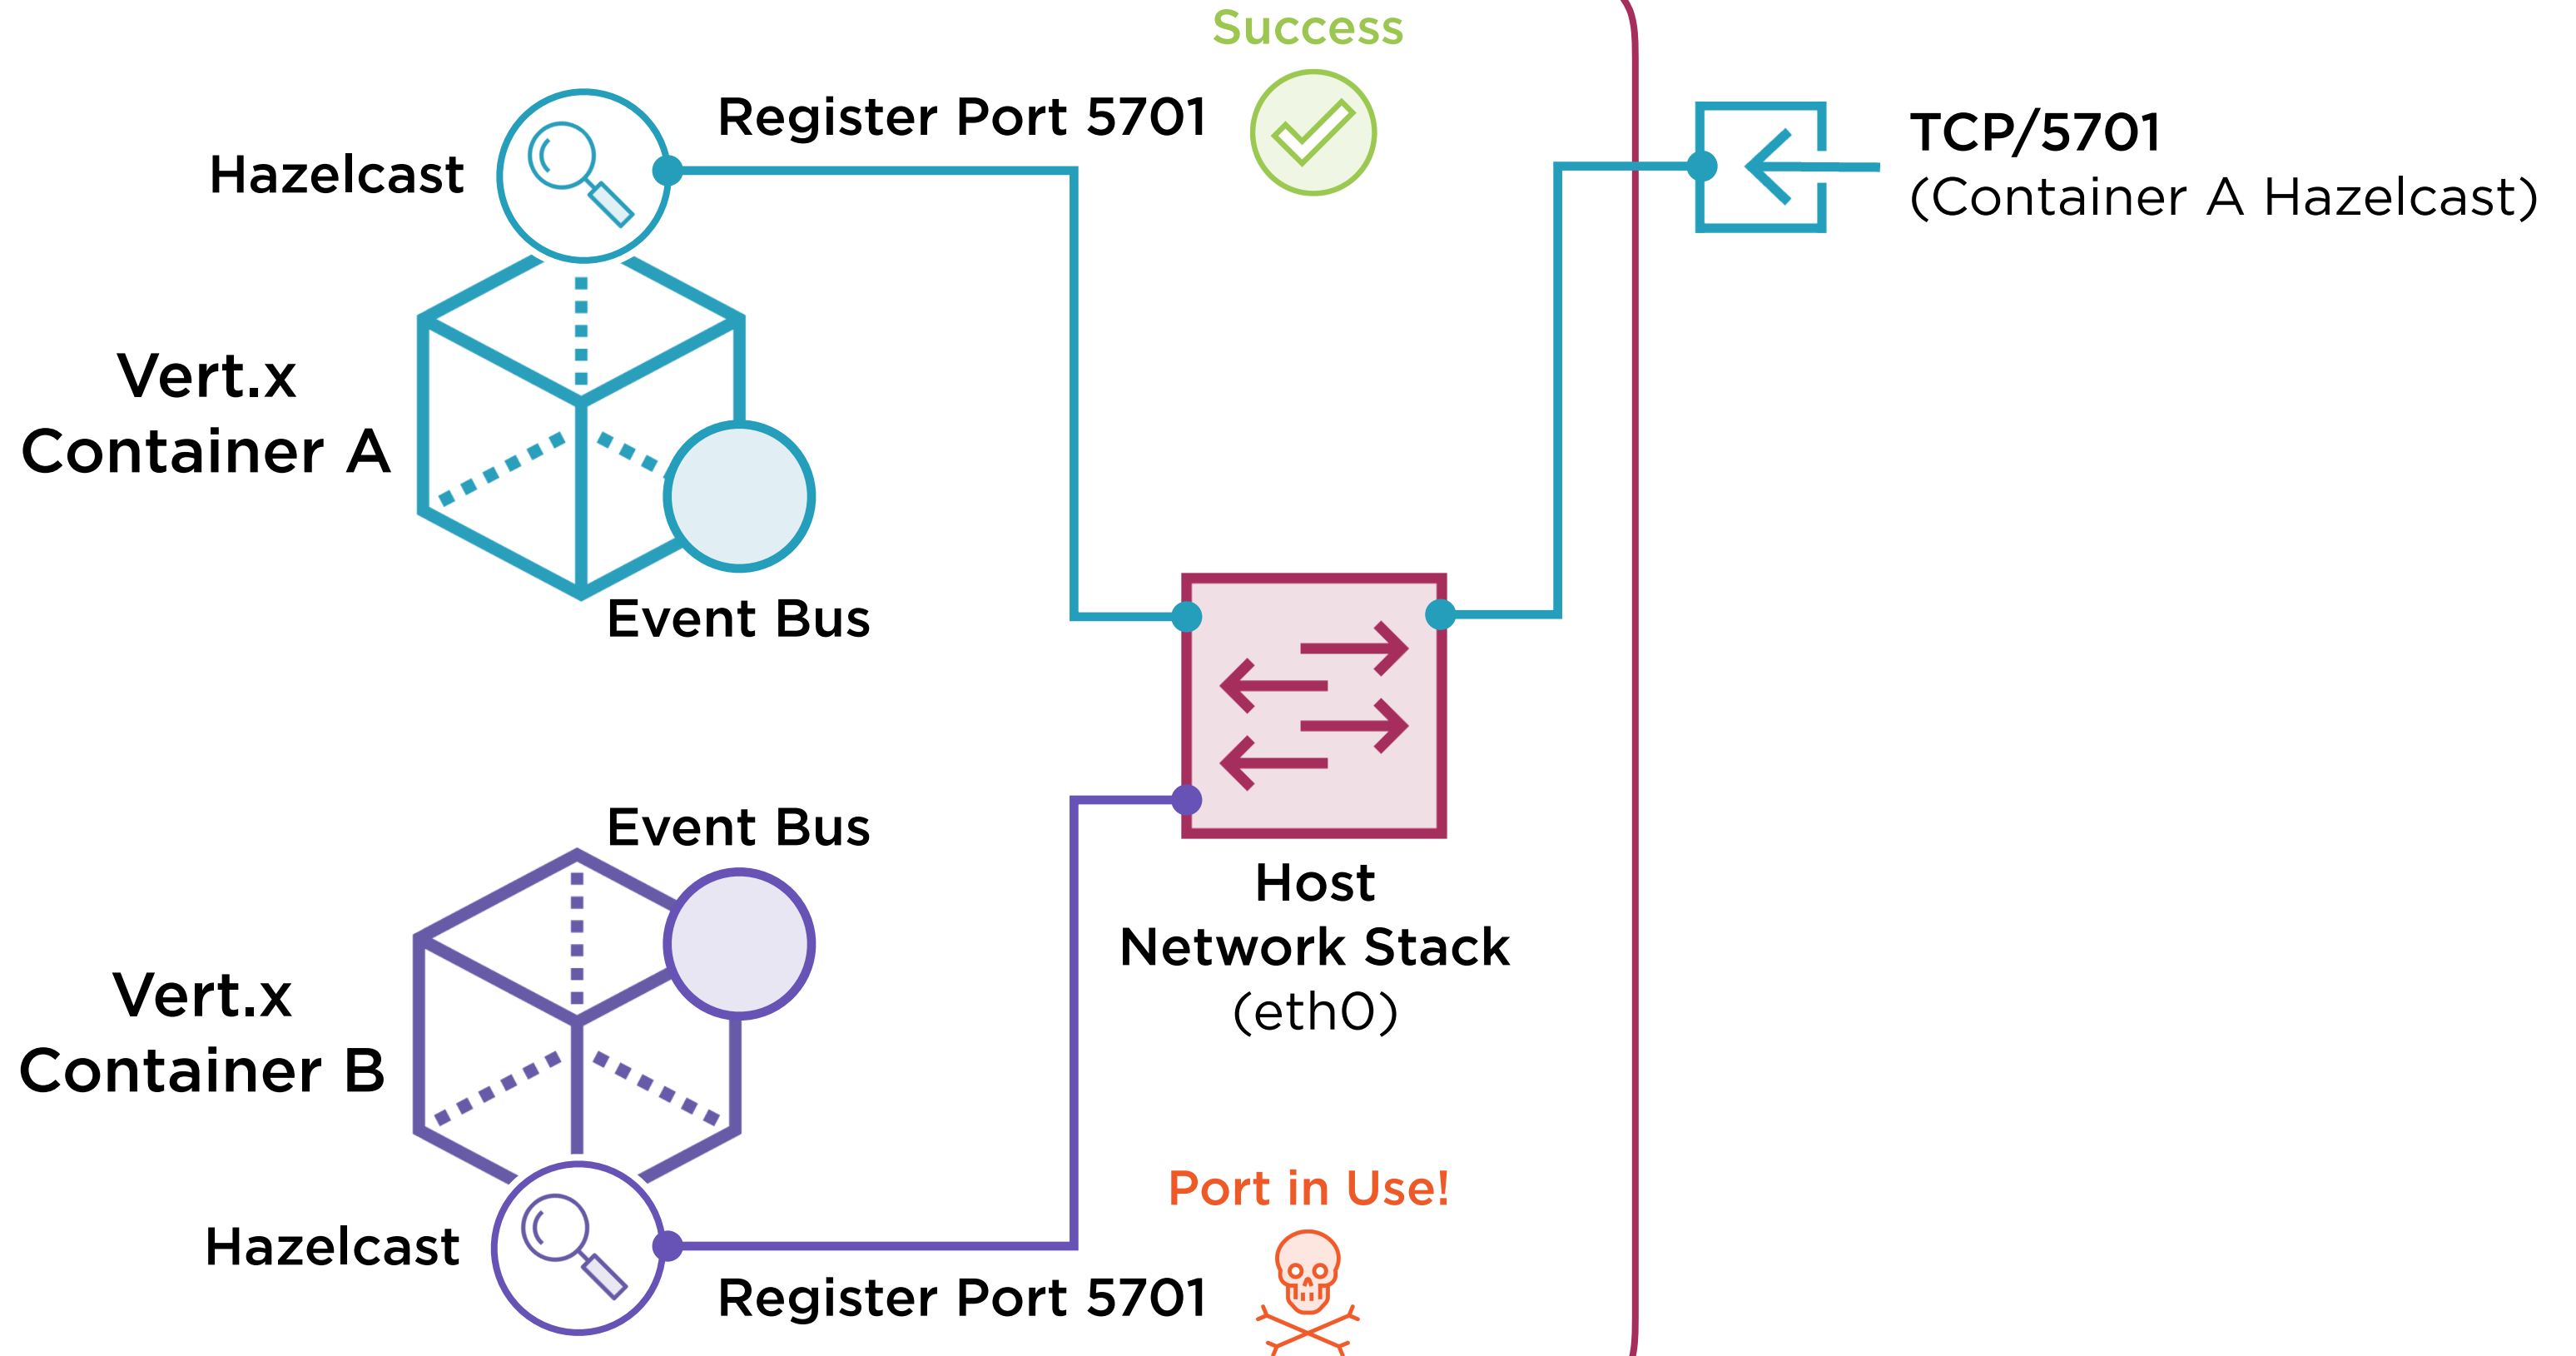 Success
Register Port 5701
Hazelcast
TCP/5701
(Container A Hazelcast)
Vert.x
Container A
Event Bus
Event Bus
Host
Network Stack
(eth0)
Vert.x
Container B
Port in Use!
Hazelcast
Register Port 5701